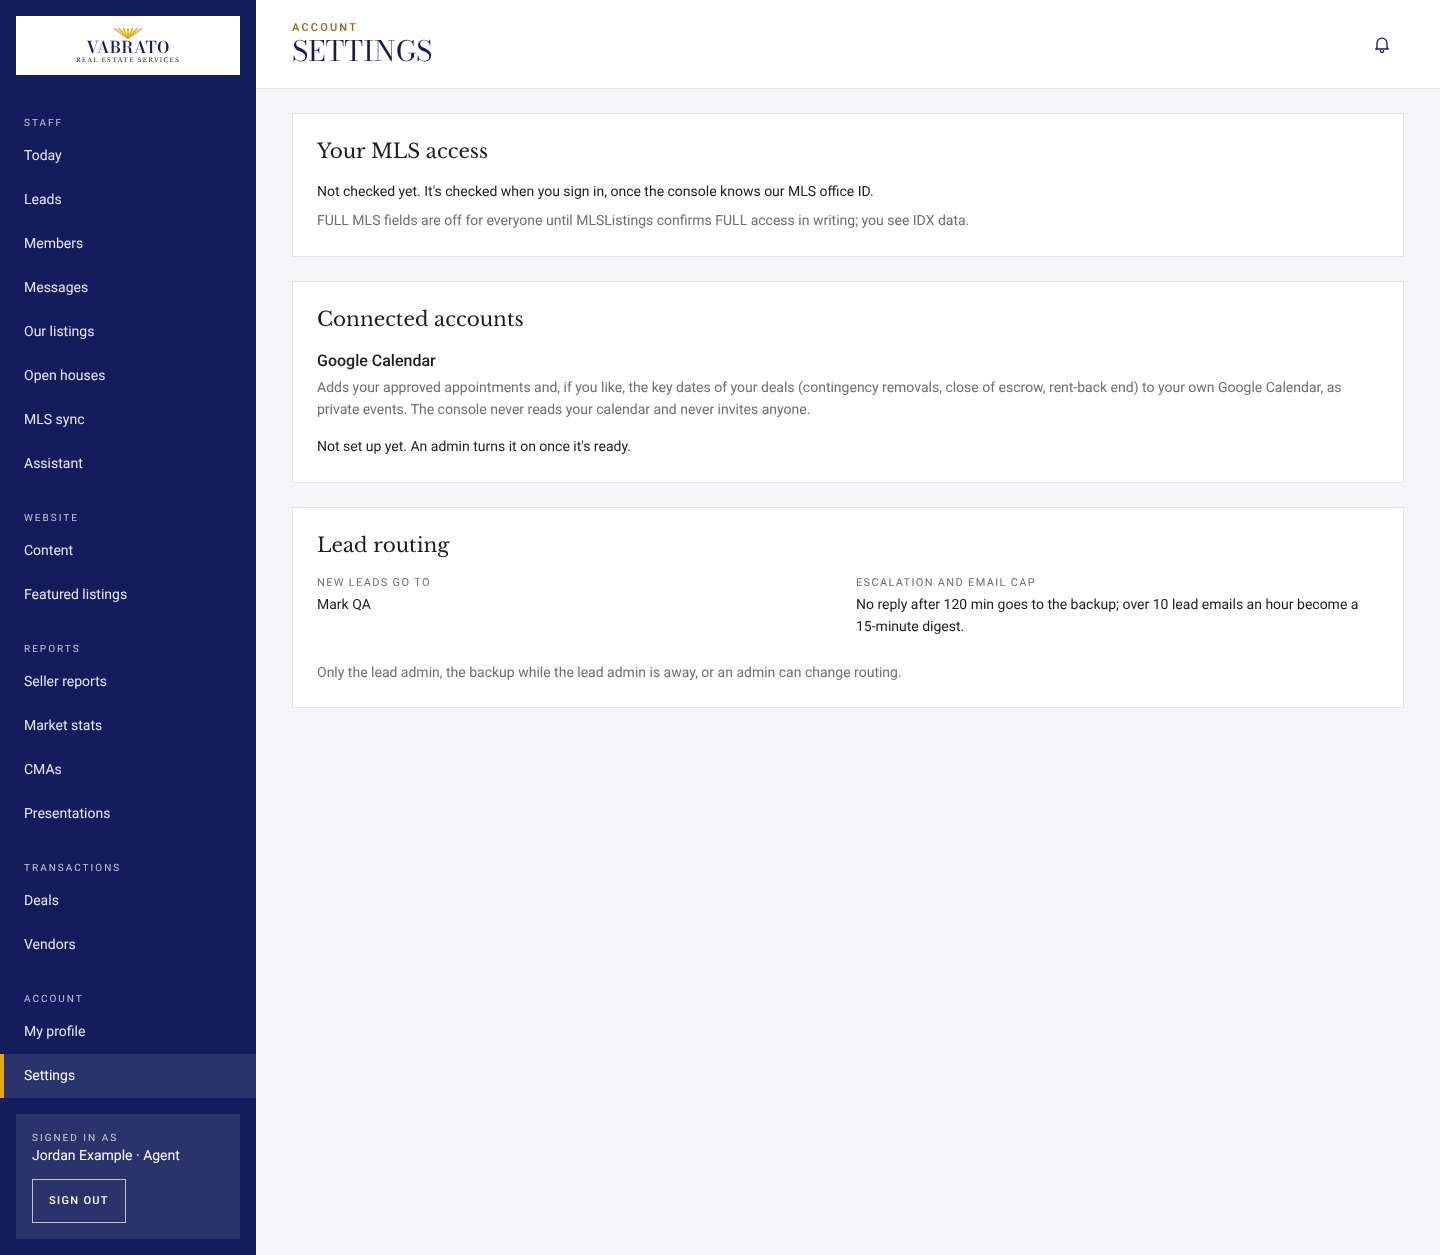 VABRATO
REAL ESTATE SERVICES
STAFF
Today
Leads
Members
Messages
Our listings
Open houses
MLS sync
Assistant
WEBSITE
Content
Featured listings
REPORTS
Seller reports
Market stats
CMAs
Presentations
TRANSACTIONS
Deals
Vendors
ACCOUNT
My profile
Settings
SIGNED IN AS
Jordan Example · Agent
SIGN OUT
ACCOUNT
SETTINGS
Your MLS access
Not checked yet. It's checked when you sign in, once the console knows our MLS office ID.
FULL MLS fields are off for everyone until MLSListings confirms FULL access in writing; you see IDX data.
Connected accounts
Google Calendar
Adds your approved appointments and, if you like, the key dates of your deals (contingency removals, close of escrow, rent-back end) to your own Google Calendar, as
private events. The console never reads your calendar and never invites anyone.
Not set up yet. An admin turns it on once it's ready.
Lead routing
NEW LEADS GO TO
Mark QA
ESCALATION AND EMAIL CAP
No reply after 120 min goes to the backup; over 10 lead emails an hour become a
15-minute digest.
Only the lead admin, the backup while the lead admin is away, or an admin can change routing.